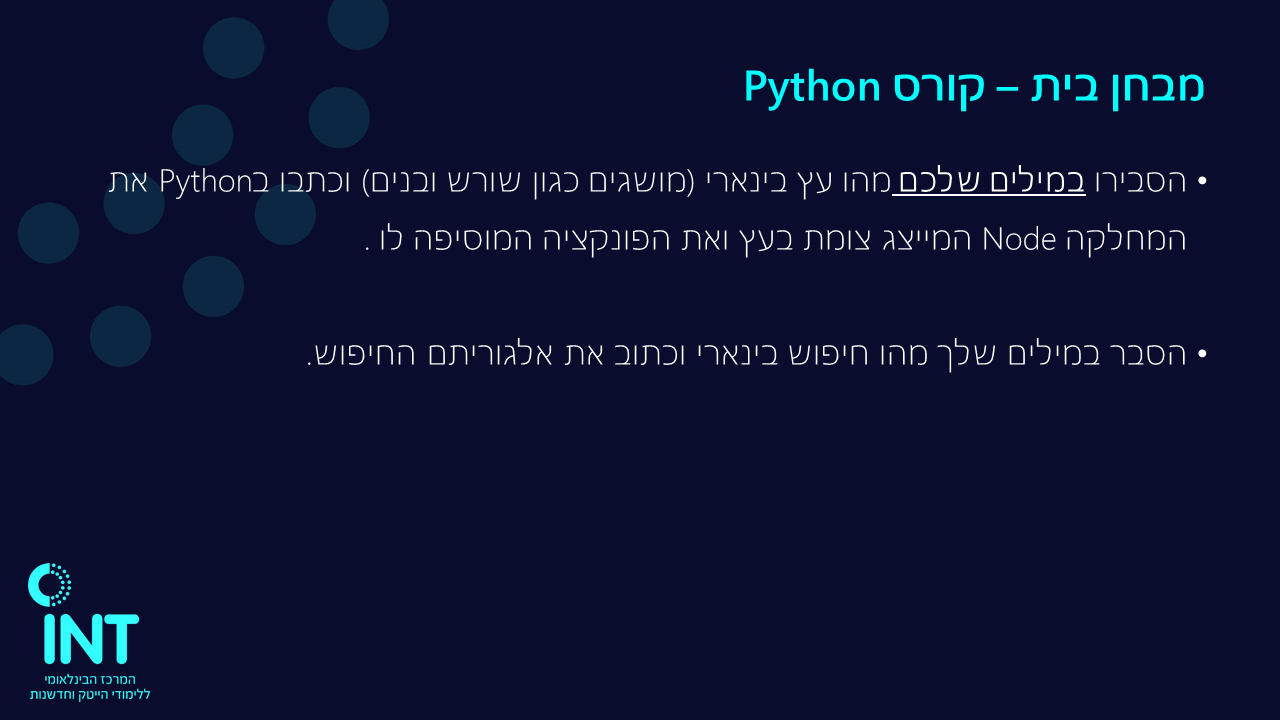 מבחן בית – קורס Python
• הסבירו במילים שלכם מהו עץ בינארי (מושגים כגון שורש ובנים) וכתבו בPython את
המחלקה Node המייצג צומת בעץ ואת הפונקציה המוסיפה לו .
• הסבר במילים שלך מהו חיפוש בינארי וכתוב את אלגוריתם החיפוש.
INT
המרכז הבינלאומי
ללימודי הייטק וחדשנות